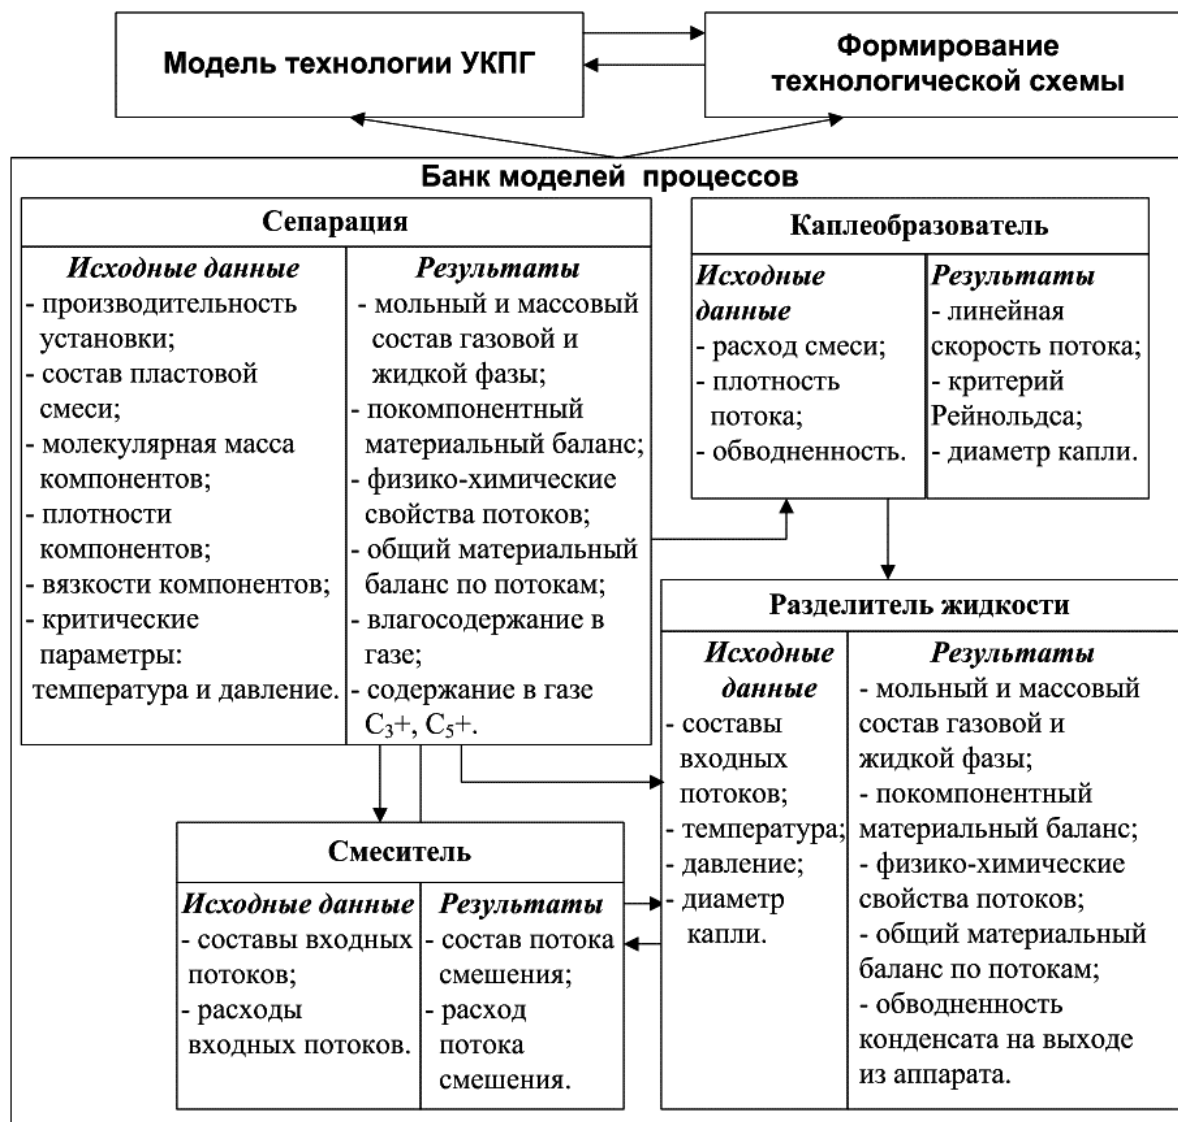 Модель технологии УКПГ
Формирование
технологической схемы
Банк моделей процессов
Сепарация
Исходные данные
- производительность
установки;
- состав пластовой
смеси;
- молекулярная масса
компонентов;
- плотности
компонентов;
- вязкости компонентов;
- критические
параметры:
температура и давление.
Результаты
- мольный и массовый
состав газовой и
жидкой фазы;
- покомпонентный
материальный баланс;
- физико-химические
свойства потоков;
- общий материальный
баланс по потокам;
- влагосодержание в
газе;
- содержание в газе
C₃+, C₅+.
Каплеобразователь
Исходные
данные
- расход смеси;
- плотность
потока;
- обводненность.
Результаты
- линейная
скорость потока;
- критерий
Рейнольдса;
- диаметр капли.
Разделитель жидкости
Исходные
данные
- составы
входных
потоков;
- температура;
- давление;
- диаметр
капли.
Результаты
- мольный и массовый
состав газовой и
жидкой фазы;
- покомпонентный
материальный баланс;
- физико-химические
свойства потоков;
- общий материальный
баланс по потокам;
- обводненность
конденсата на выходе
из аппарата.
Смеситель
Исходные данные
- составы входных
потоков;
- расходы
входных потоков.
Результаты
- состав потока
смешения;
- расход
потока
смешения.